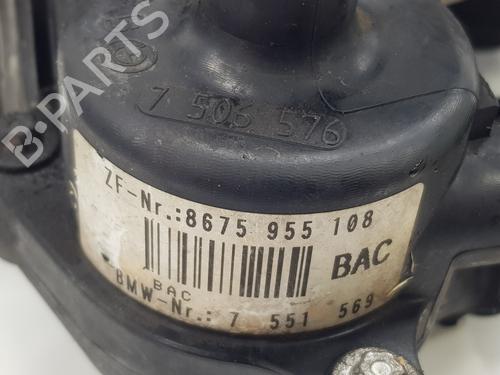 B-PARTS
7 506 576
ZF-Nr.:8675 955 108
BAC
BAC
BMW-Nr.: 7 551 569